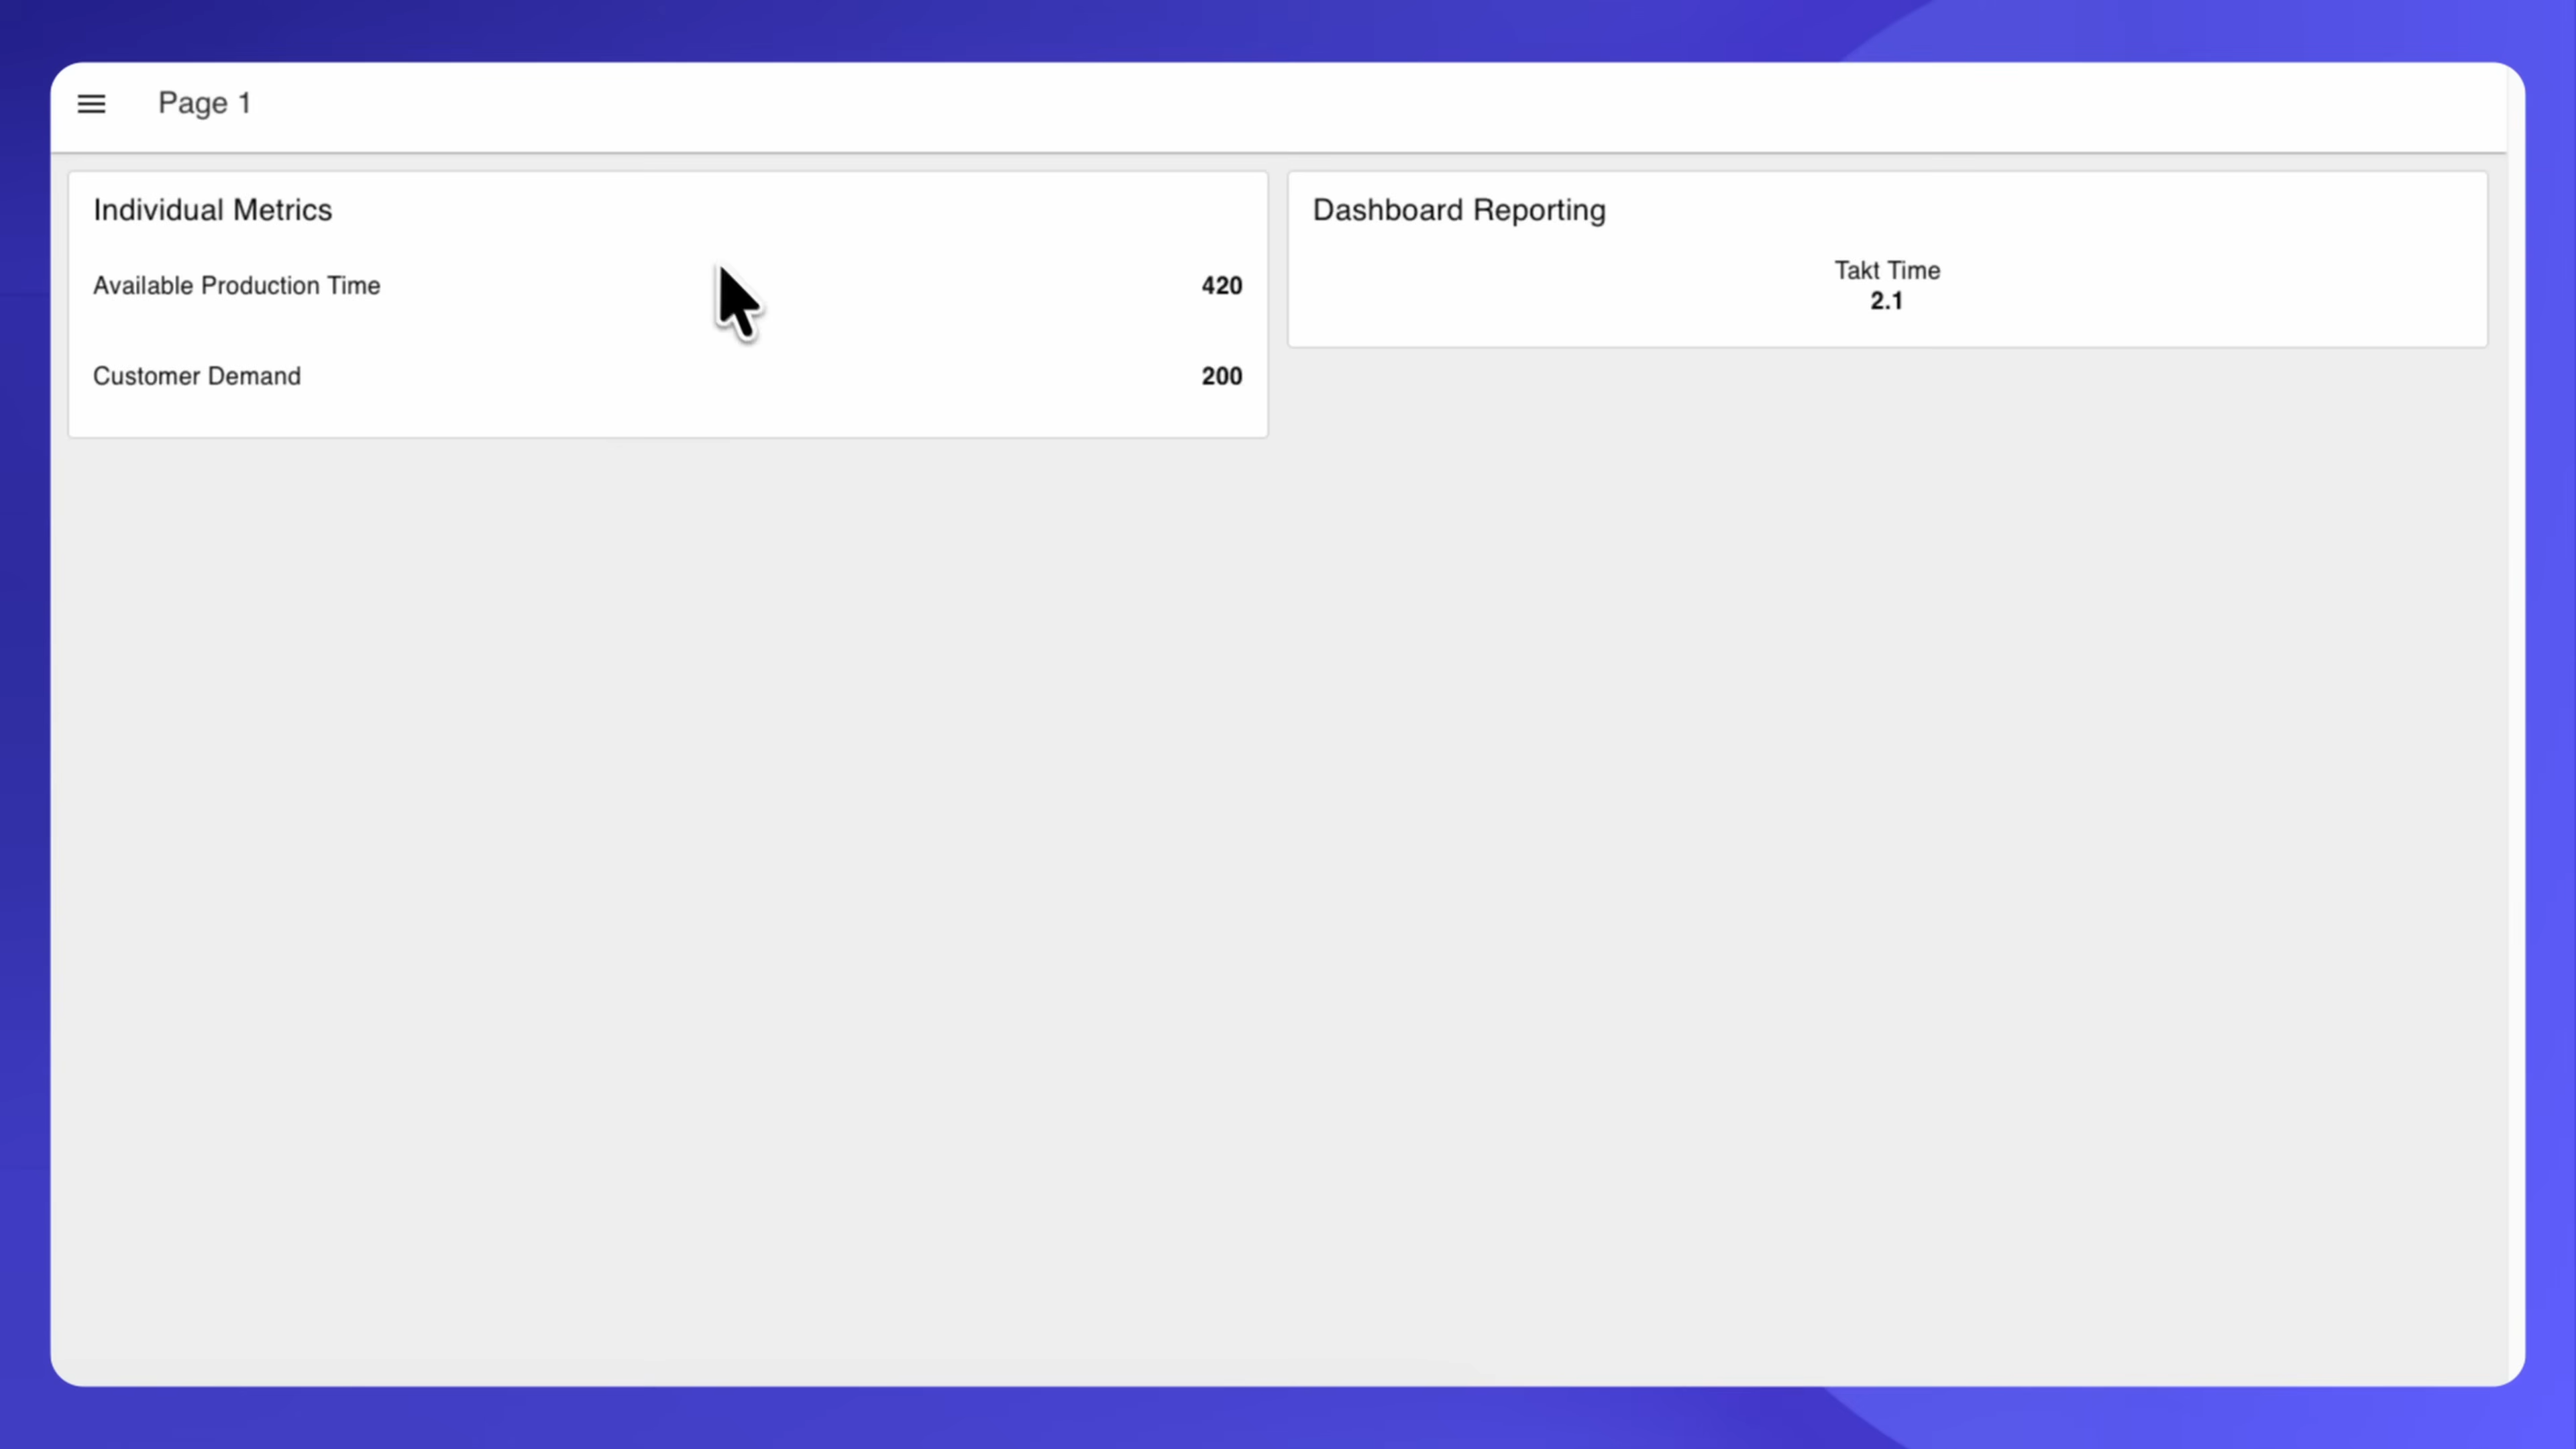 Page 1
Individual Metrics
Available Production Time 420
Customer Demand 200
Dashboard Reporting
Takt Time
2.1